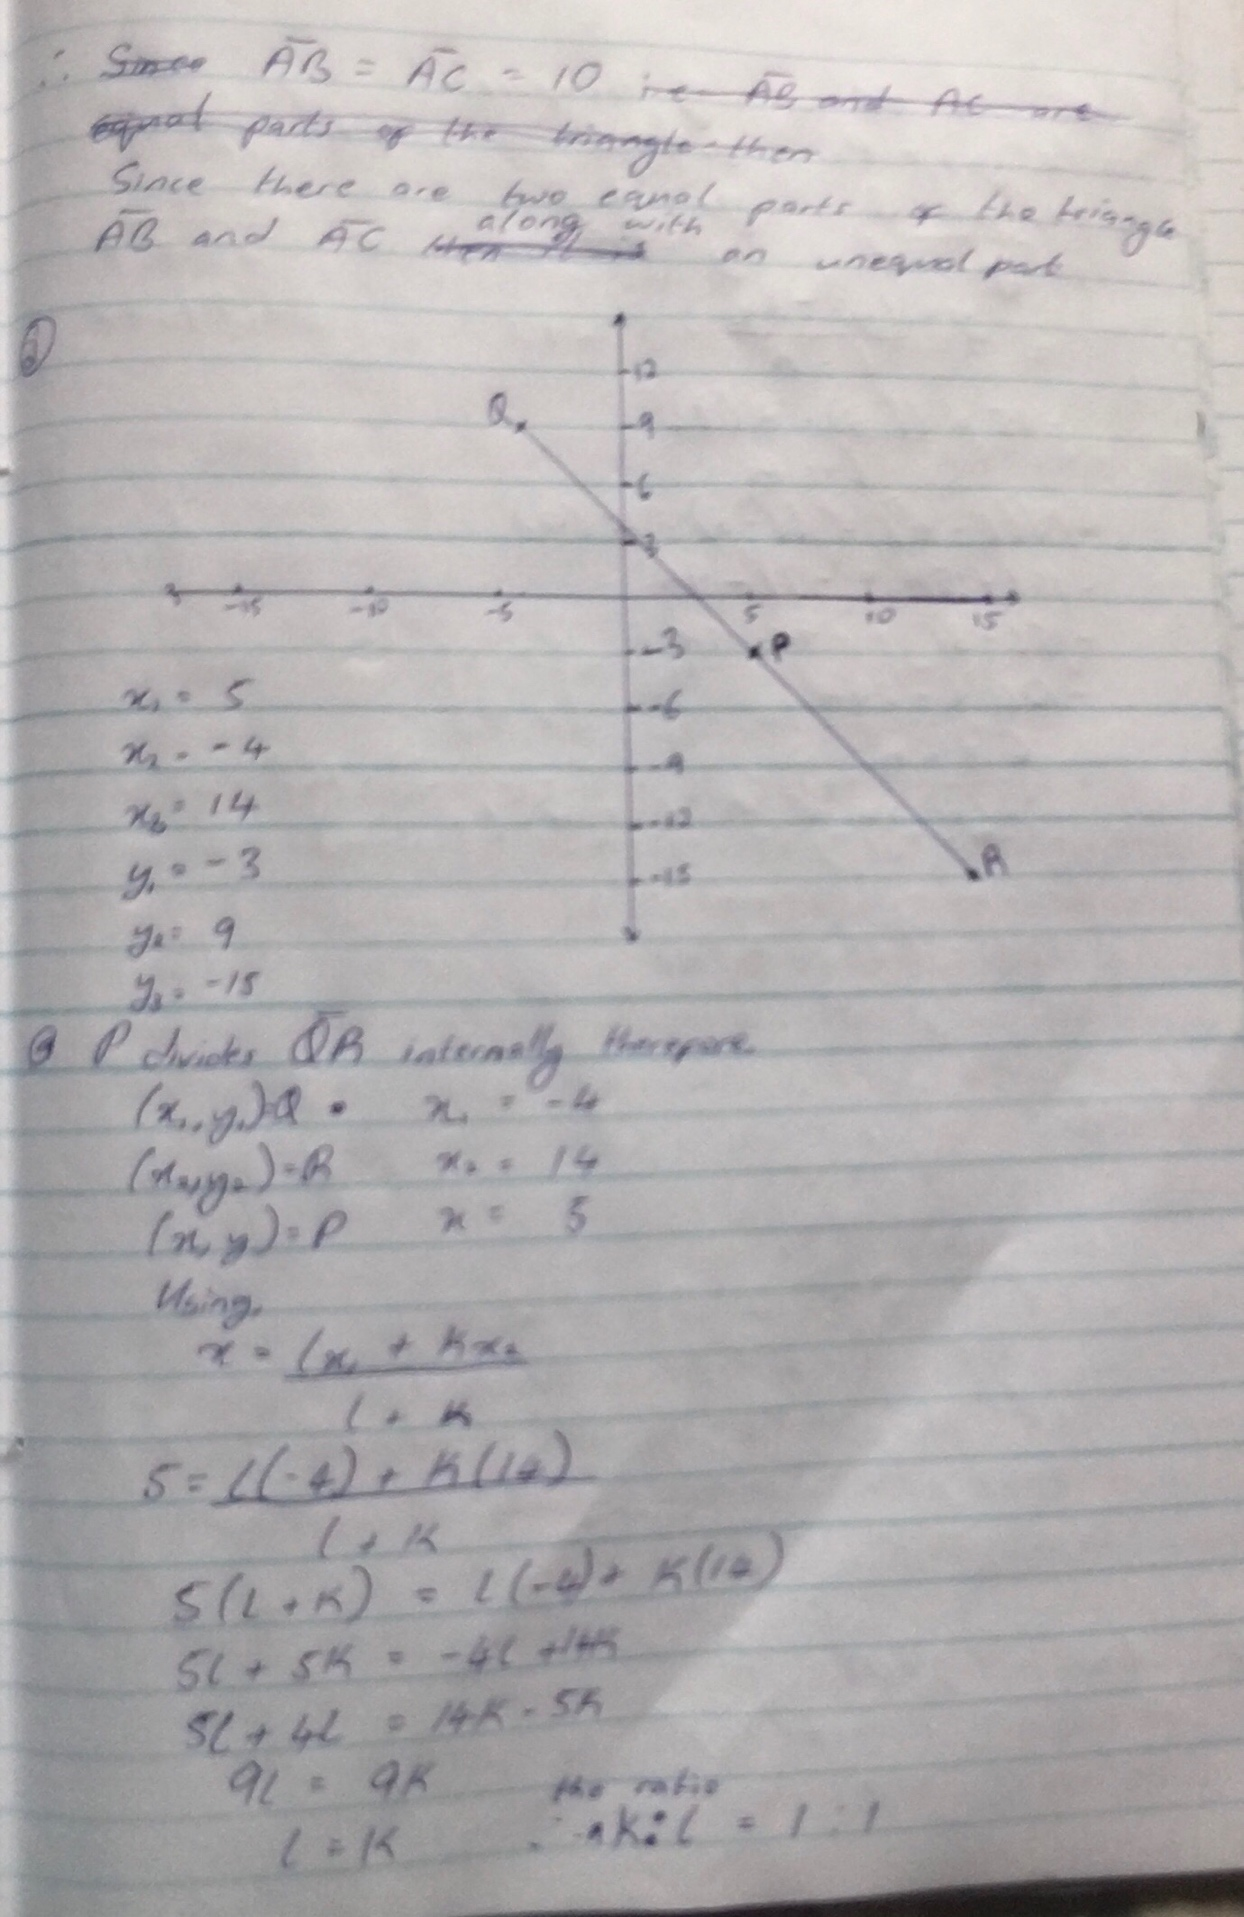 ∴ Since AB̄ = AC̄ = 10 i.e. AB̄ and AC are
equal parts of the triangle then
Since there are two equal parts of the triangle
along with
AB̄ and AC̄ then it is an unequal part
②
12
Q
9
6
3
-15 -10 -5 5 10 15
-3 P
-6
-9
-12
-15
R
x₁ = 5
x₂ = -4
x₃ = 14
y₁ = -3
y₂ = 9
y₃ = -15
P divides QR̄ internally therefore
(x₁, y₁) = Q x₁ = -4
(x₂, y₂) = R x₂ = 14
(x, y) = P x = 5
Using,
x = lx₁ + Kx₂
l + K
5 = l(-4) + K(14)
l + K
5(l + K) = l(-4) + K(14)
5l + 5K = -4l + 14K
5l + 4l = 14K - 5K
9l = 9K the ratio
l = K ∴ K:l = 1:1